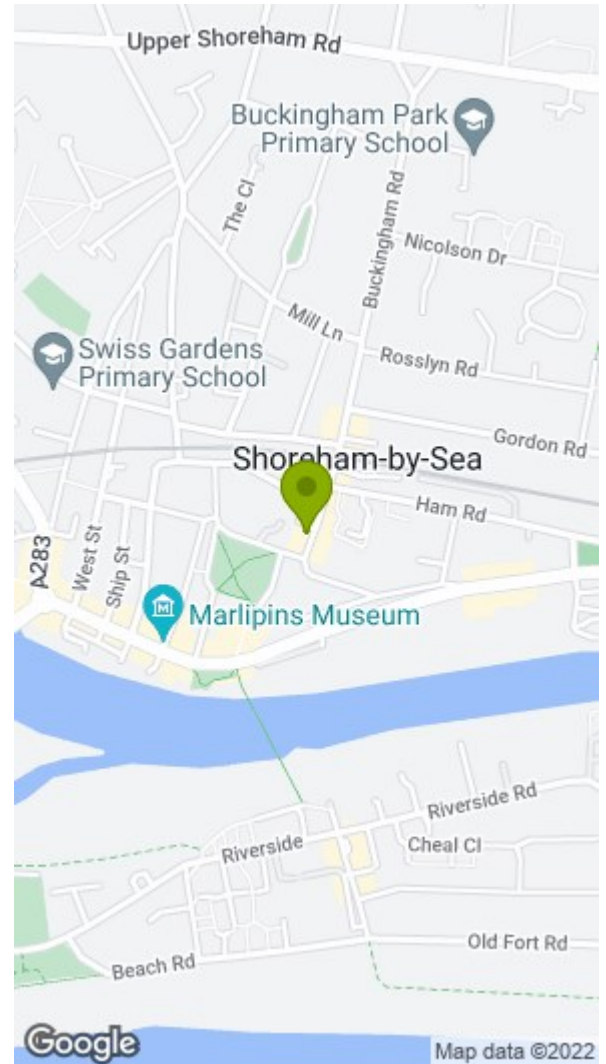 Upper Shoreham Rd
Buckingham Park
Primary School
The Cl
Buckingham Rd
Nicolson Dr
Mill Ln
Swiss Gardens
Primary School
Rosslyn Rd
Gordon Rd
Shoreham-by-Sea
Ham Rd
A283
West St
Ship St
M
Marlipins Museum
Riverside Rd
Riverside
Cheal Cl
Old Fort Rd
Beach Rd
Google
Map data ©2022